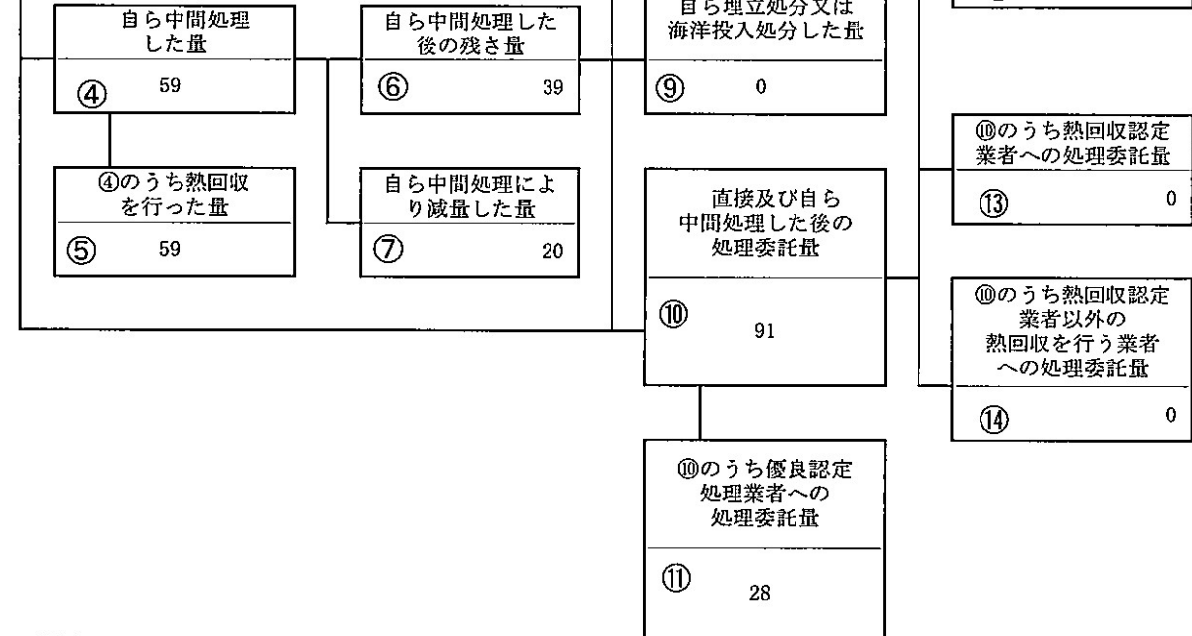 自ら中間処理
した量
④
59
自ら中間処理した
後の残さ量
⑥
39
自ら埋立処分又は
海洋投入処分した量
⑨
0
⑩のうち熱回収認定
業者への処理委託量
⑬
0
④のうち熱回収
を行った量
⑤
59
自ら中間処理によ
り減量した量
⑦
20
直接及び自ら
中間処理した後の
処理委託量
⑩
91
⑩のうち熱回収認定
業者以外の
熱回収を行う業者
への処理委託量
⑭
0
⑩のうち優良認定
処理業者への
処理委託量
⑪
28